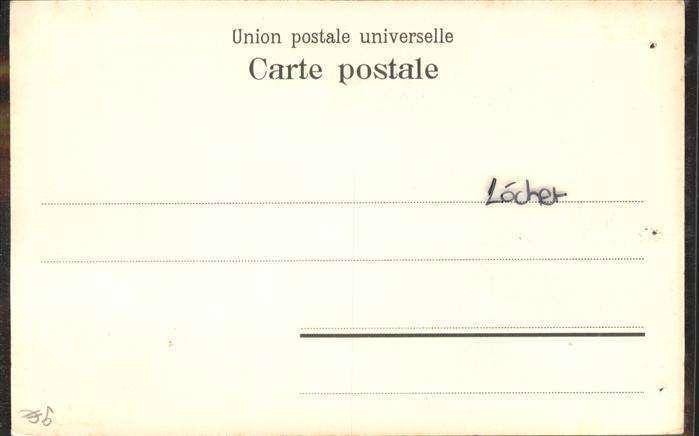 Union postale universelle
Carte postale
Löcher